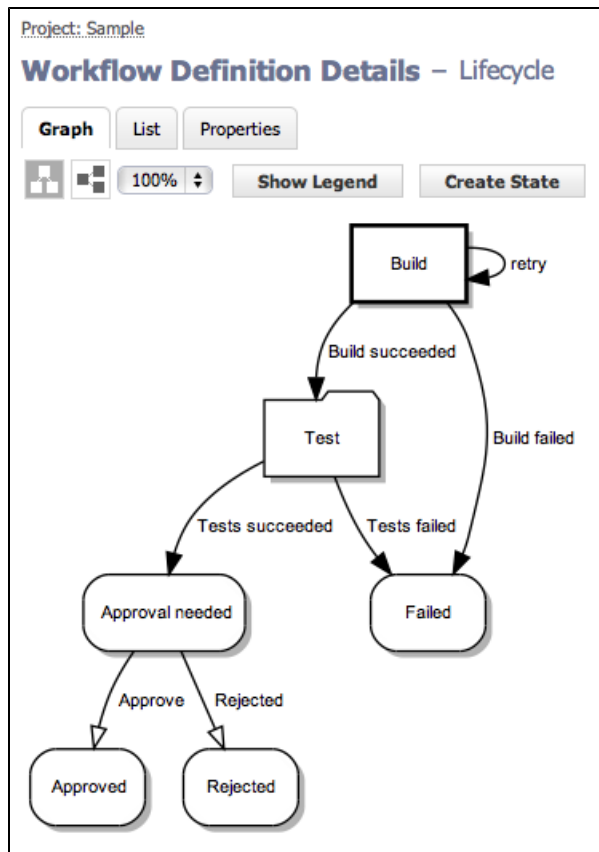 Project: Sample
Workflow Definition Details – Lifecycle
Graph List Properties
100% Show Legend Create State
Build
retry
Build succeeded
Test
Build failed
Tests succeeded
Tests failed
Approval needed
Failed
Approve
Rejected
Approved
Rejected